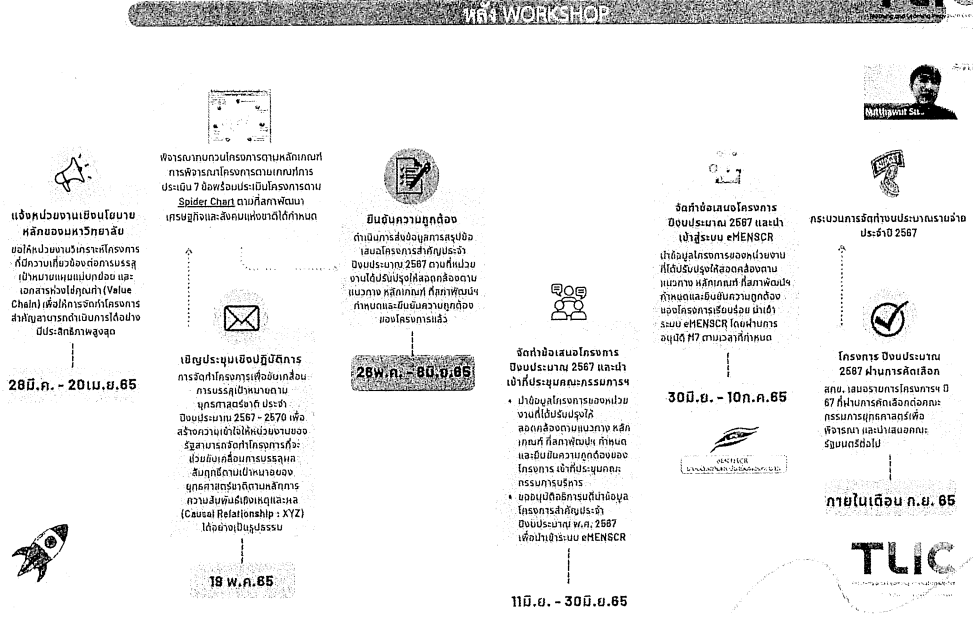 หลัง WORKSHOP
Nutthawut
แจ้งหน่วยงานเชิงนโยบาย
หลักของมหาวิทยาลัย
ขอให้หน่วยงานวิเคราะห์โครงการ
ที่มีความเกี่ยวข้องต่อการบรรลุ
เป้าหมายแผนแม่บทย่อย และ
เอกสารห่วงโซ่คุณค่า (Value
Chain) เพื่อให้การจัดทำโครงการ
สำคัญสามารถดำเนินการได้อย่าง
มีประสิทธิภาพสูงสุด
28มี.ค. - 20เม.ย.65
พิจารณาทบทวนโครงการตามหลักเกณฑ์
การพิจารณาโครงการตามเกณฑ์การ
ประเมิน 7 ข้อพร้อมประเมินโครงการตาม
Spider Chart ตามที่สภาพัฒนา
เศรษฐกิจและสังคมแห่งชาติได้กำหนด
เชิญประชุมเชิงปฏิบัติการ
การจัดทำโครงการเพื่อขับเคลื่อน
การบรรลุเป้าหมายตาม
ยุทธศาสตร์ชาติ ประจำ
ปีงบประมาณ 2567 - 2570 เพื่อ
สร้างความเข้าใจให้หน่วยงานของ
รัฐสามารถจัดทำโครงการที่จะ
ช่วยขับเคลื่อนการบรรลุผล
สัมฤทธิ์ตามเป้าหมายของ
ยุทธศาสตร์ชาติตามหลักการ
ความสัมพันธ์เชิงเหตุและผล
(Causal Relationship : XYZ)
ได้อย่างเป็นรูปธรรม
19 พ.ค.65
ยืนยันความถูกต้อง
ดำเนินการส่งข้อมูลการสรุปข้อ
เสนอโครงการสำคัญประจำ
ปีงบประมาณ 2567 ตามที่หน่วย
งานได้ปรับปรุงให้สอดคล้องตาม
แนวทาง หลักเกณฑ์ ที่สภาพัฒน์ฯ
กำหนดและยืนยันความถูกต้อง
ของโครงการแล้ว
26พ.ค. - 6มิ.ย.65
จัดทำข้อเสนอโครงการ
ปีงบประมาณ 2567 และนำ
เข้าที่ประชุมคณะกรรมการฯ
• นำข้อมูลโครงการของหน่วย
งานที่ได้ปรับปรุงให้
สอดคล้องตามแนวทาง หลัก
เกณฑ์ ที่สภาพัฒน์ฯ กำหนด
และยืนยันความถูกต้องของ
โครงการ เข้าที่ประชุมคณะ
กรรมการบริหาร
• ขออนุมัติอธิการบดีนำข้อมูล
โครงการสำคัญประจำ
ปีงบประมาณ พ.ศ. 2567
เพื่อนำเข้าระบบ eMENSCR
11มิ.ย. - 30มิ.ย.65
จัดทำข้อเสนอโครงการ
ปีงบประมาณ 2567 และนำ
เข้าสู่ระบบ eMENSCR
นำข้อมูลโครงการของหน่วยงาน
ที่ได้ปรับปรุงให้สอดคล้องตาม
แนวทาง หลักเกณฑ์ ที่สภาพัฒน์ฯ
กำหนดและยืนยันความถูกต้อง
ของโครงการเรียบร้อย นำเข้า
ระบบ eMENSCR โดยผ่านการ
อนุมัติ M7 ตามเวลาที่กำหนด
30มิ.ย. - 10ก.ค.65
eMENSCR
กระบวนการจัดทำงบประมาณรายจ่าย
ประจำปี 2567
โครงการ ปีงบประมาณ
2567 ผ่านการคัดเลือก
สศช. เสนอรายการโครงการฯ ปี
67 ที่ผ่านการคัดเลือกต่อคณะ
กรรมการยุทธศาสตร์เพื่อ
พิจารณา และนำเสนอคณะ
รัฐมนตรีต่อไป
ภายในเดือน ก.ย. 65
TLIC